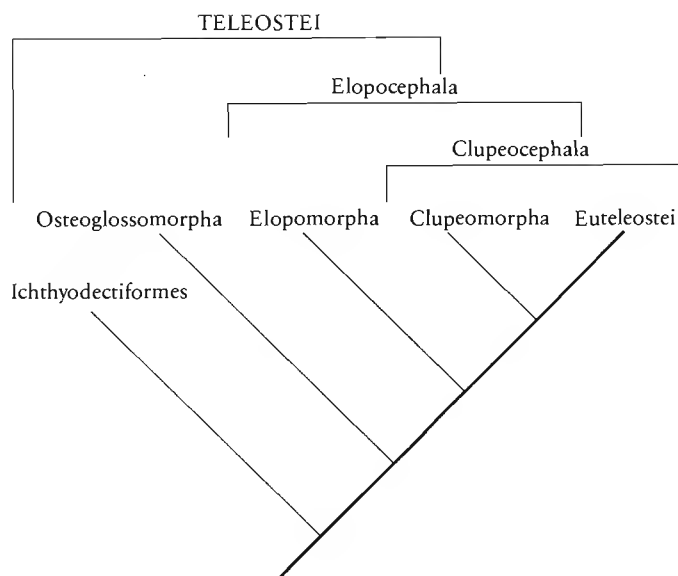 TELEOSTEI
Elopocephala
Clupeocephala
Osteoglossomorpha Elopomorpha Clupeomorpha Euteleostei
Ichthyodectiformes